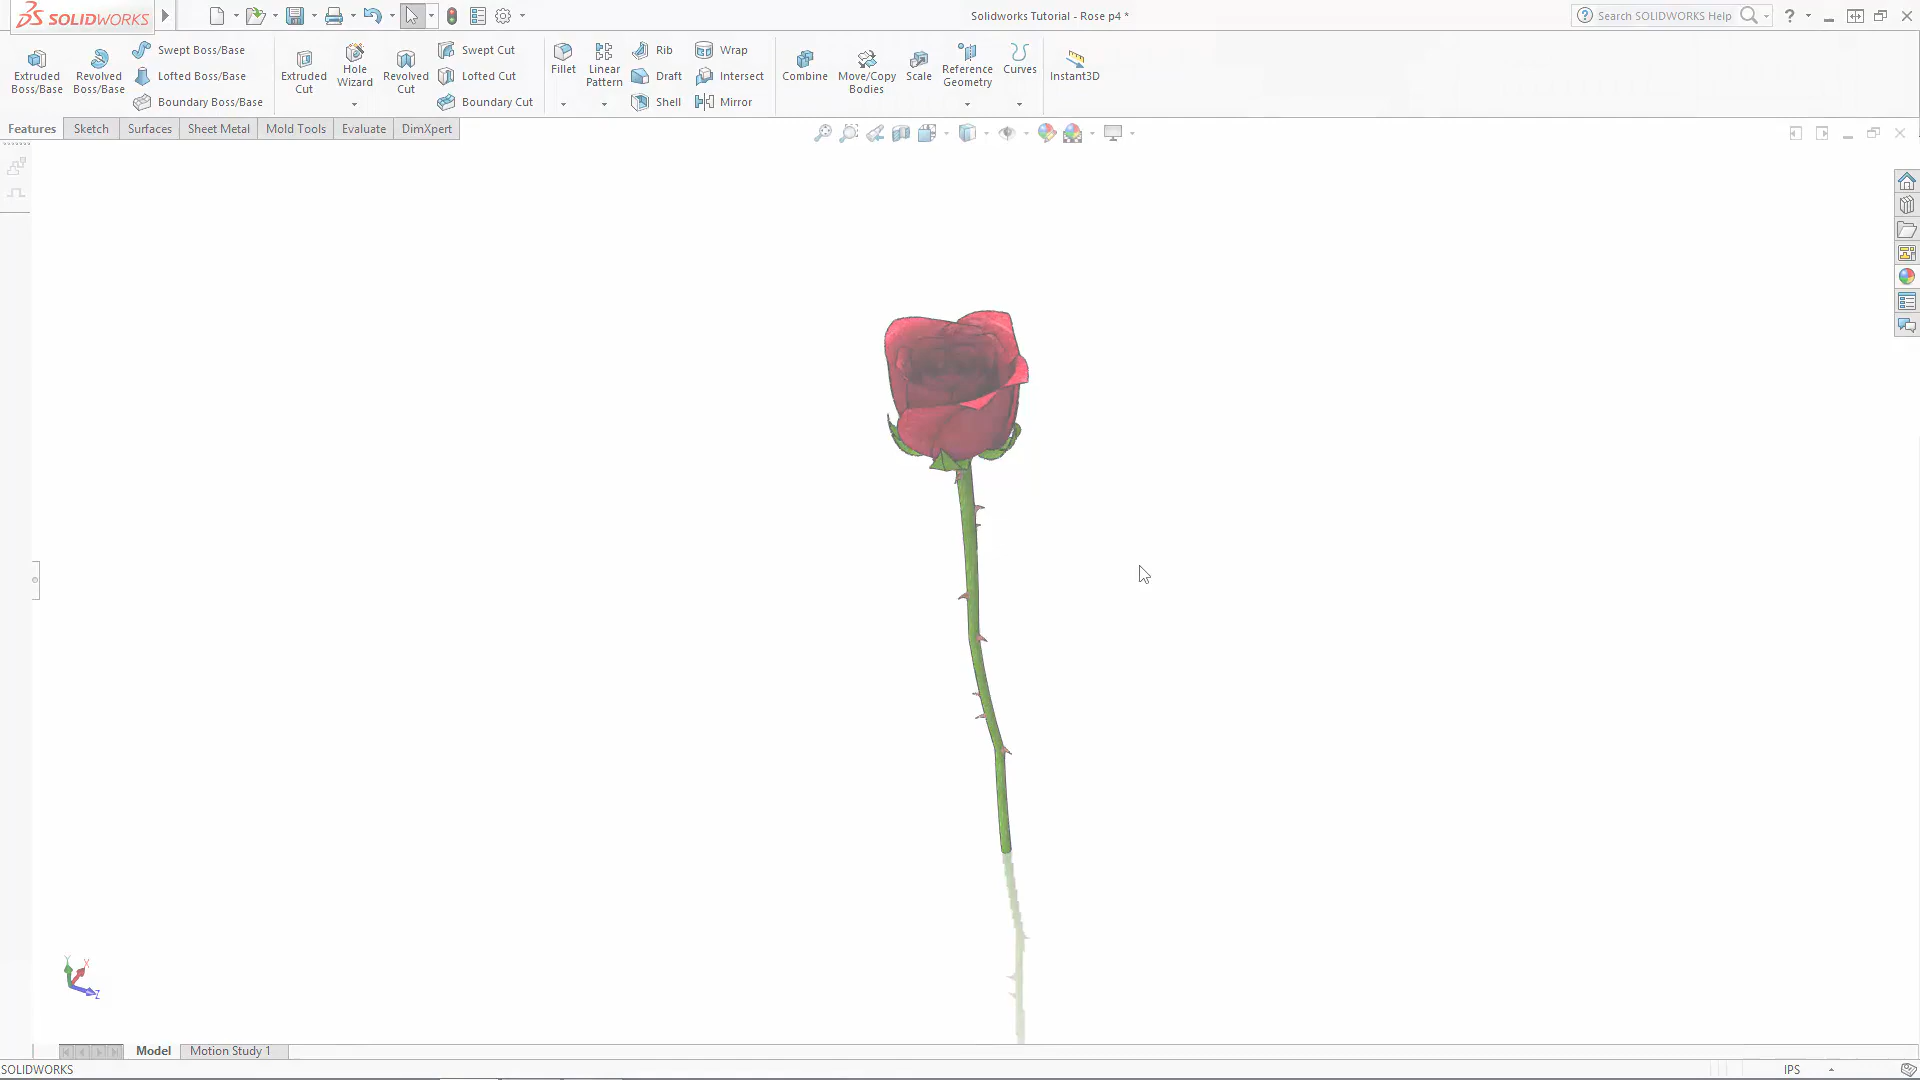 SOLIDWORKS
Solidworks Tutorial - Rose p4 *
Search SOLIDWORKS Help
Extruded Boss/Base
Revolved Boss/Base
Swept Boss/Base
Lofted Boss/Base
Boundary Boss/Base
Extruded Cut
Hole Wizard
Revolved Cut
Swept Cut
Lofted Cut
Boundary Cut
Fillet
Linear Pattern
Rib
Draft
Shell
Wrap
Intersect
Mirror
Combine
Move/Copy Bodies
Scale
Reference Geometry
Curves
Instant3D
Features
Sketch
Surfaces
Sheet Metal
Mold Tools
Evaluate
DimXpert
Y
X
Z
Model
Motion Study 1
SOLIDWORKS
IPS